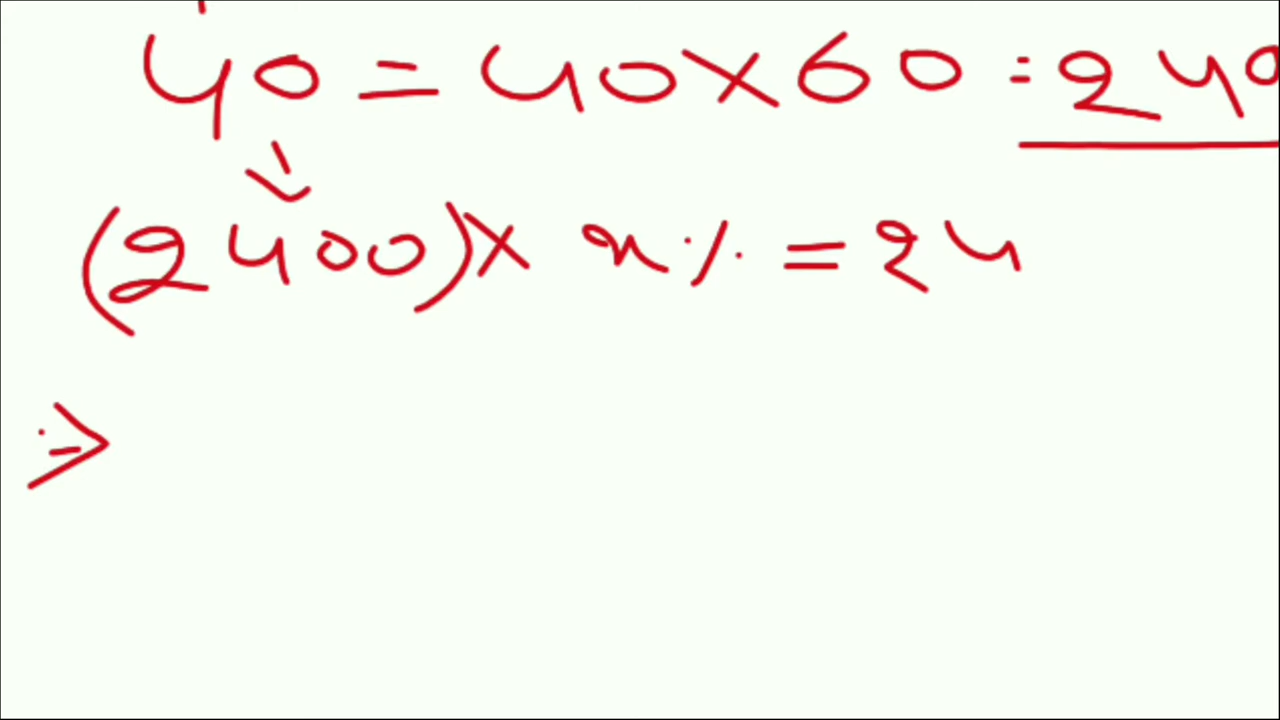 40 = 40×60 = 240
(2400)× x % = 24
⇒